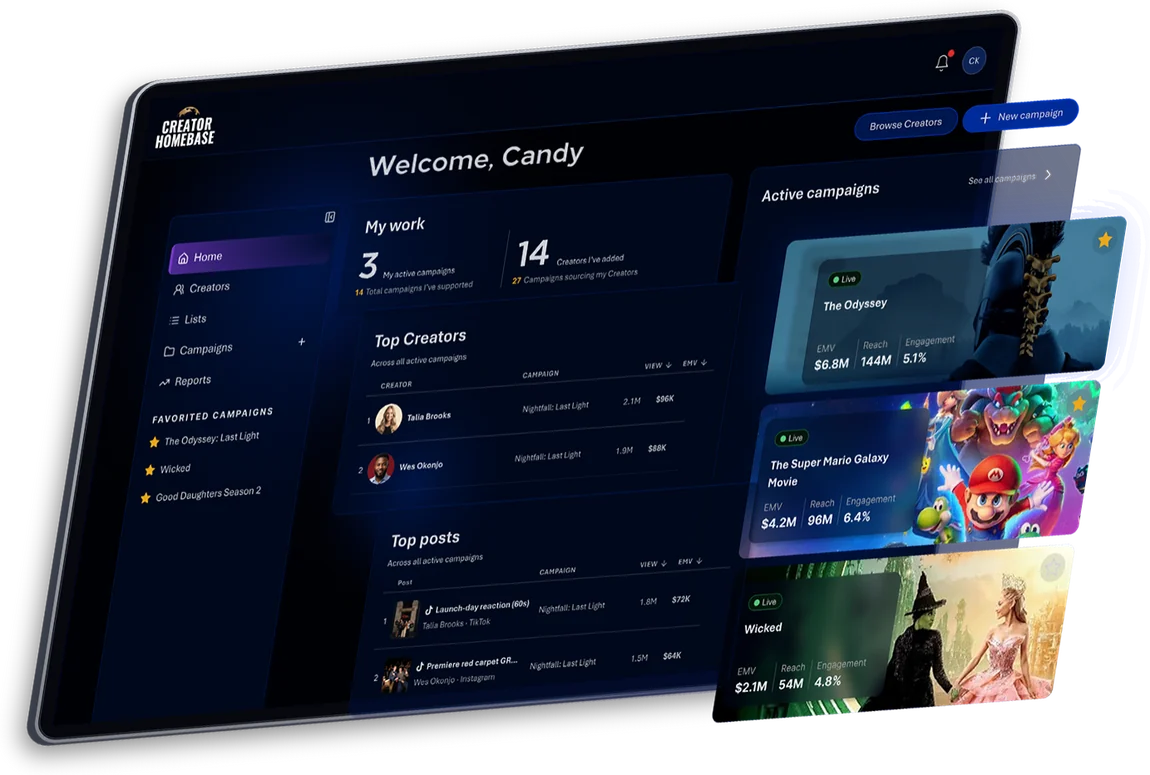 CK
CREATOR
HOMEBASE
Browse Creators
New campaign
Welcome, Candy
Home
Creators
Lists
Campaigns
Reports
FAVORITED CAMPAIGNS
The Odyssey: Last Light
Wicked
Good Daughters Season 2
My work
3 My active campaigns
14 Total campaigns I've supported
14 Creators I've added
27 Campaigns sourcing my Creators
Top Creators
Across all active campaigns
CREATOR CAMPAIGN VIEW ↓ EMV ↓
1 Talia Brooks Nightfall: Last Light 2.1M $96K
2 Wes Okonjo Nightfall: Last Light 1.9M $88K
Top posts
Across all active campaigns
Post CAMPAIGN VIEW ↓ EMV ↓
1 Launch-day reaction (60s) Nightfall: Last Light 1.8M $72K
Talia Brooks - TikTok
2 Premiere red carpet GR... Nightfall: Last Light 1.5M $64K
Wes Okonjo - Instagram
Active campaigns
See all campaigns
Live
The Odyssey
EMV Reach Engagement
$6.8M 144M 5.1%
Live
The Super Mario Galaxy
Movie
EMV Reach Engagement
$4.2M 96M 6.4%
M
Live
Wicked
EMV Reach Engagement
$2.1M 54M 4.8%